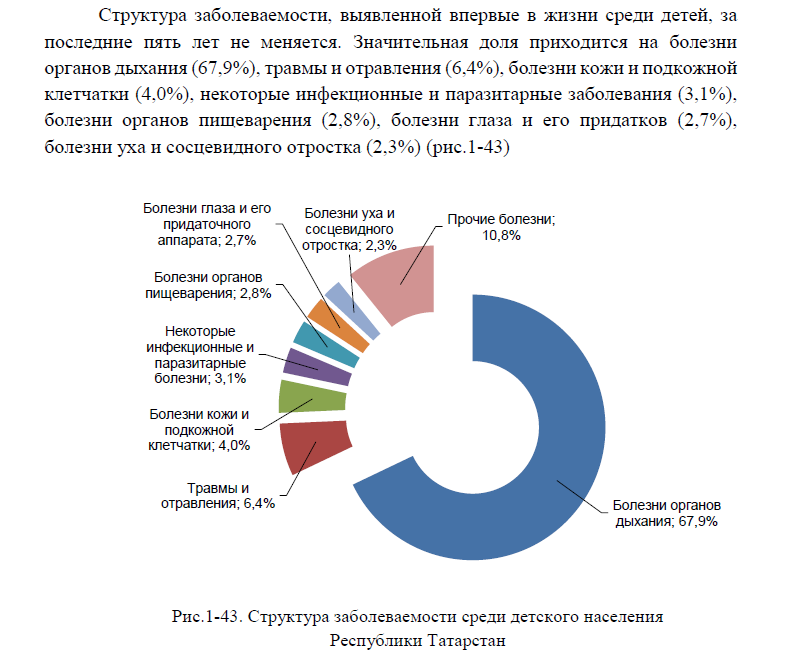 Структура заболеваемости, выявленной впервые в жизни среди детей, за
последние пять лет не меняется. Значительная доля приходится на болезни
органов дыхания (67,9%), травмы и отравления (6,4%), болезни кожи и подкожной
клетчатки (4,0%), некоторые инфекционные и паразитарные заболевания (3,1%),
болезни органов пищеварения (2,8%), болезни глаза и его придатков (2,7%),
болезни уха и сосцевидного отростка (2,3%) (рис.1-43)
Болезни глаза и его
придаточного
аппарата; 2,7%
Болезни уха и
сосцевидного
отростка; 2,3%
Прочие болезни;
10,8%
Болезни органов
пищеварения; 2,8%
Некоторые
инфекционные и
паразитарные
болезни; 3,1%
Болезни кожи и
подкожной
клетчатки; 4,0%
Травмы и
отравления; 6,4%
Болезни органов
дыхания; 67,9%
Рис.1-43. Структура заболеваемости среди детского населения
Республики Татарстан